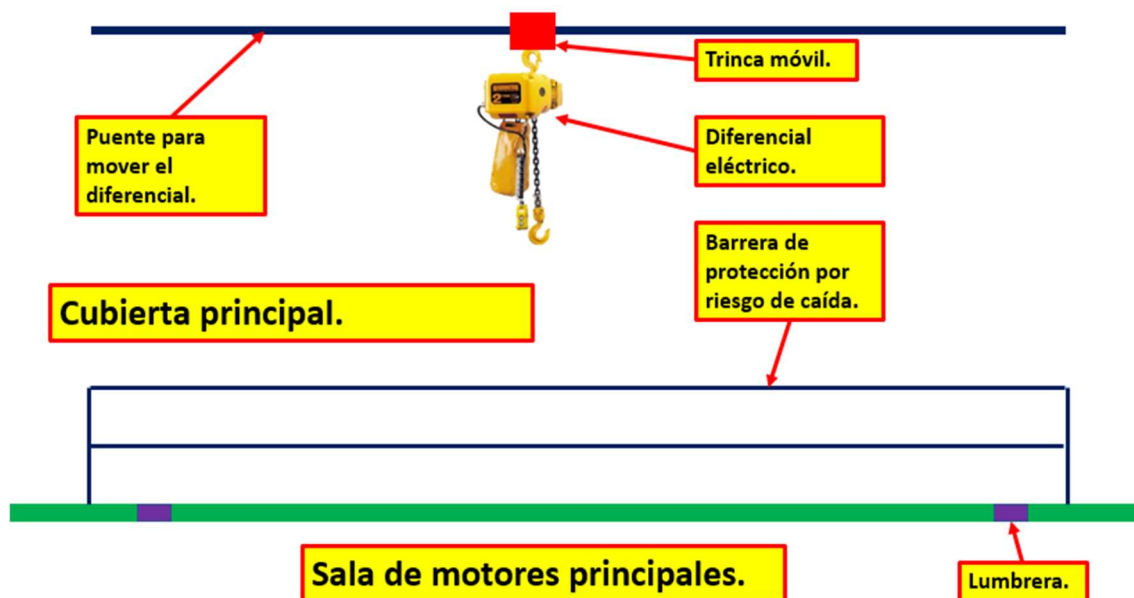 Trinca móvil.
Puente para
mover el
diferencial.
Diferencial
eléctrico.
Barrera de
protección por
riesgo de caída.
Cubierta principal.
Sala de motores principales.
Lumbrera.